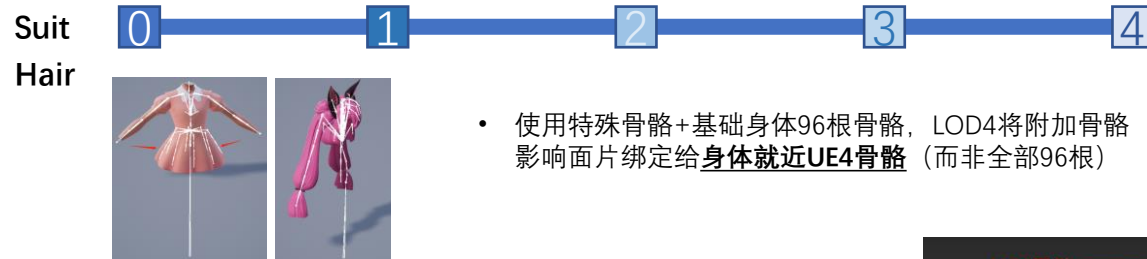 Suit
0 1 2 3 4
Hair
• 使用特殊骨骼+基础身体96根骨骼，LOD4将附加骨骼
影响面片绑定给身体就近UE4骨骼（而非全部96根）